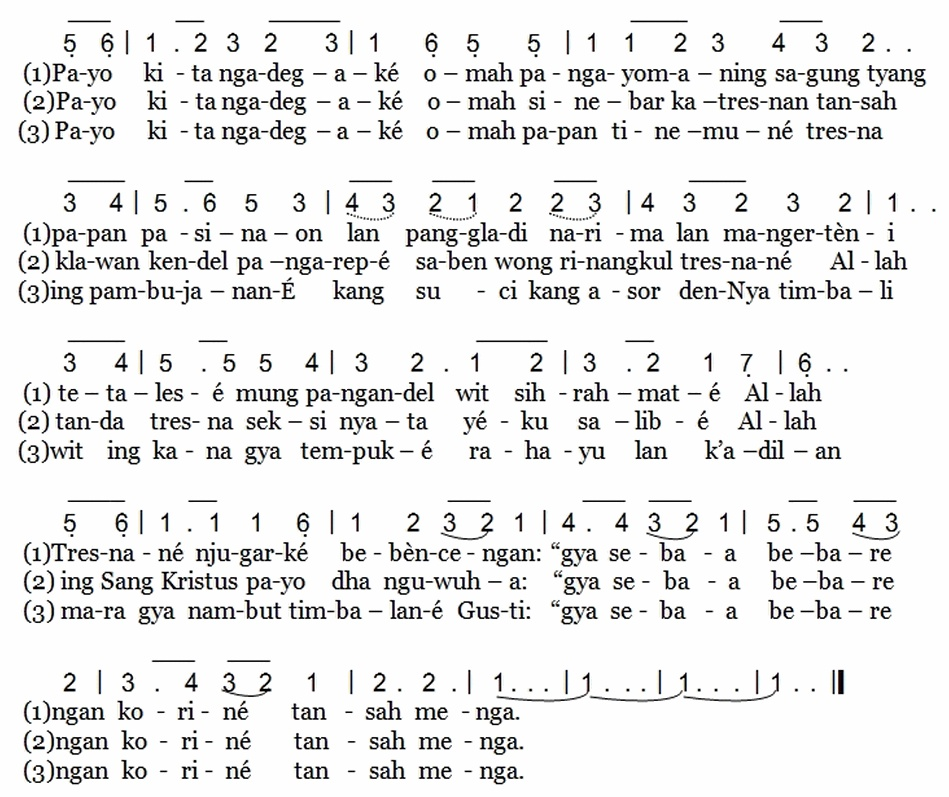 5̣ 6̣ | 1 . 2 3 2 3 | 1 6̣ 5̣ 5̣ | 1 1 2 3 4 3 2 . .
(1)Pa-yo ki - ta nga-deg – a – ké o – mah pa - nga- yom-a – ning sa-gung tyang
(2)Pa-yo ki - ta nga-deg – a – ké o – mah si - ne – bar ka –tres-nan tan-sah
(3) Pa-yo ki - ta nga-deg – a – ké o – mah pa-pan ti - ne –mu – né tres-na
3 4 | 5 . 6 5 3 | 4 3 2 1 2 2 3 | 4 3 2 3 2 | 1 . .
(1)pa-pan pa - si – na – on lan pang-gla-di na-ri - ma lan ma-nger-tèn - i
(2) kla-wan ken-del pa –nga-rep-é sa-ben wong ri-nangkul tres-na-né Al - lah
(3)ing pam-bu-ja – nan-É kang su - ci kang a - sor den-Nya tim-ba – li
3 4 | 5 . 5 5 4 | 3 2 . 1 2 | 3 . 2 1 7̣ | 6̣ . .
(1) te – ta – les - é mung pa-ngan-del wit sih - rah – mat – é Al - lah
(2) tan-da tres- na sek – si nya – ta yé - ku sa – lib - é Al - lah
(3)wit ing ka - na gya tem-puk – é ra - ha - yu lan k’a –dil – an
5̣ 6̣ | 1 . 1 1 6̣ | 1 2 3 2 1 | 4 . 4 3 2 1 | 5 . 5 4 3
(1)Tres-na - né nju-gar-ké be - bèn-ce - ngan: “gya se - ba - a be –ba – re
(2) ing Sang Kristus pa-yo dha ngu-wuh – a: “gya se - ba - a be –ba – re
(3) ma-ra gya nam-but tim-ba – lan-é Gus-ti: “gya se - ba - a be –ba – re
2 | 3 . 4 3 2 1 | 2 . 2 . | 1 . . . | 1 . . . | 1 . . . | 1 . . ||
(1)ngan ko - ri - né tan - sah me - nga.
(2)ngan ko - ri - né tan - sah me - nga.
(3)ngan ko - ri - né tan - sah me - nga.